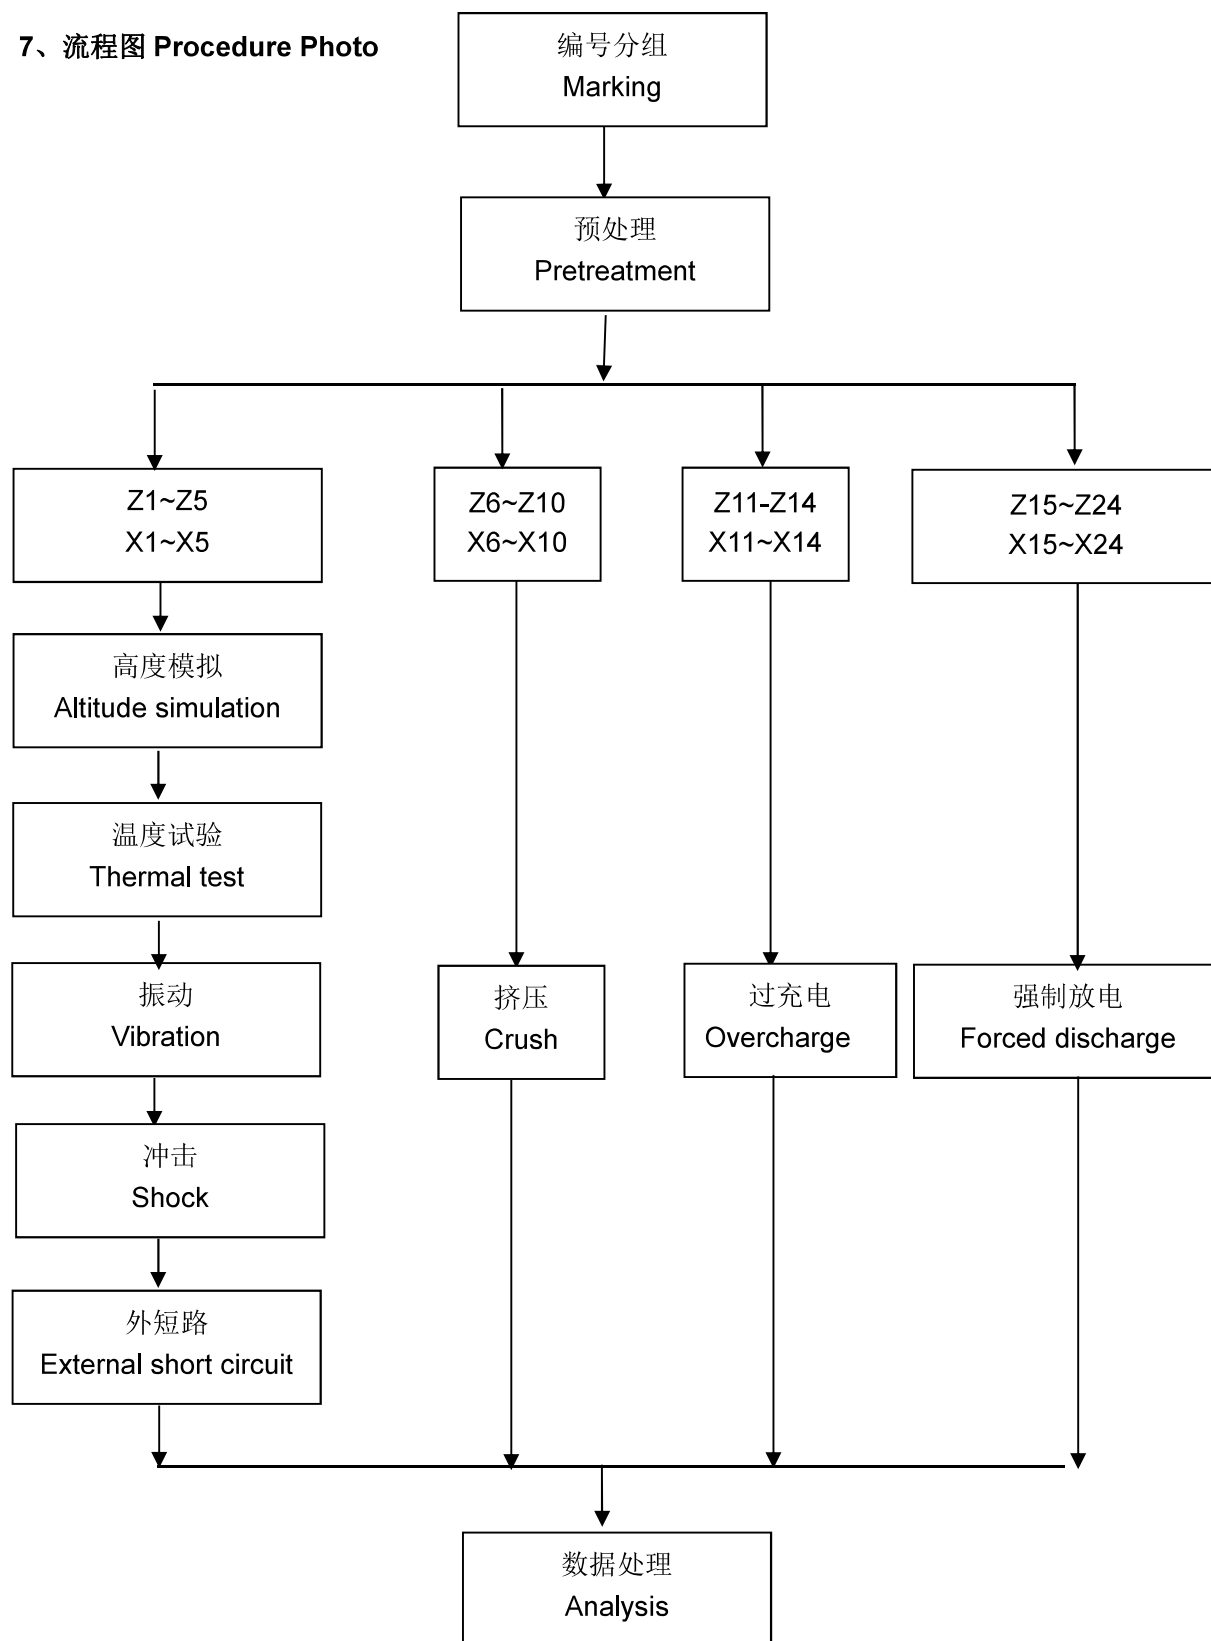 7、流程图 Procedure Photo
编号分组
Marking
预处理
Pretreatment
Z1~Z5
X1~X5
Z6~Z10
X6~X10
Z11-Z14
X11~X14
Z15~Z24
X15~X24
高度模拟
Altitude simulation
温度试验
Thermal test
振动
Vibration
挤压
Crush
过充电
Overcharge
强制放电
Forced discharge
冲击
Shock
外短路
External short circuit
数据处理
Analysis